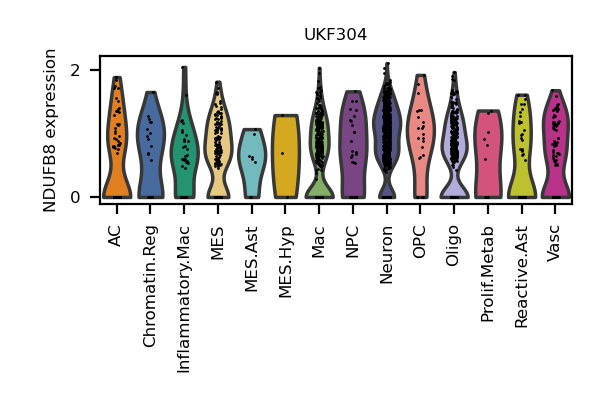 UKF304
NDUFB8 expression
2
0
AC
Chromatin.Reg
Inflammatory.Mac
MES
MES.Ast
MES.Hyp
Mac
NPC
Neuron
OPC
Oligo
Prolif.Metab
Reactive.Ast
Vasc